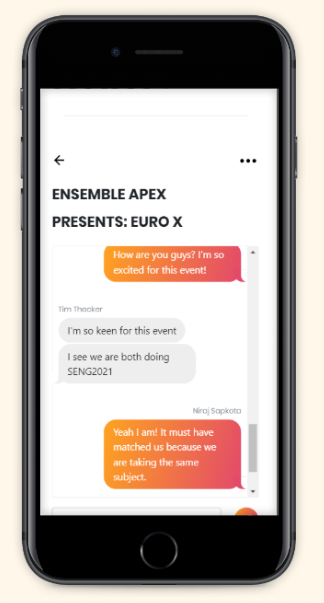 ENSEMBLE APEX
PRESENTS: EURO X
How are you guys? I'm so
excited for this event!
Tim Thacker
I'm so keen for this event
I see we are both doing
SENG2021
Niraj Sapkota
Yeah I am! It must have
matched us because we
are taking the same
subject.